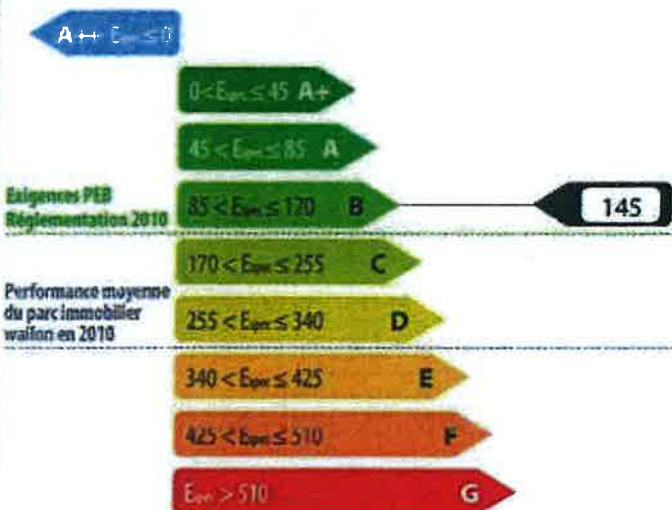 A++ Espec ≤ 0
0 < Espec ≤ 45 A+
45 < Espec ≤ 85 A
Exigences PEB
Réglementation 2010
85 < Espec ≤ 170 B
145
170 < Espec ≤ 255 C
Performance moyenne
du parc immobilier
wallon en 2010
255 < Espec ≤ 340 D
340 < Espec ≤ 425 E
425 < Espec ≤ 510 F
Espec > 510 G